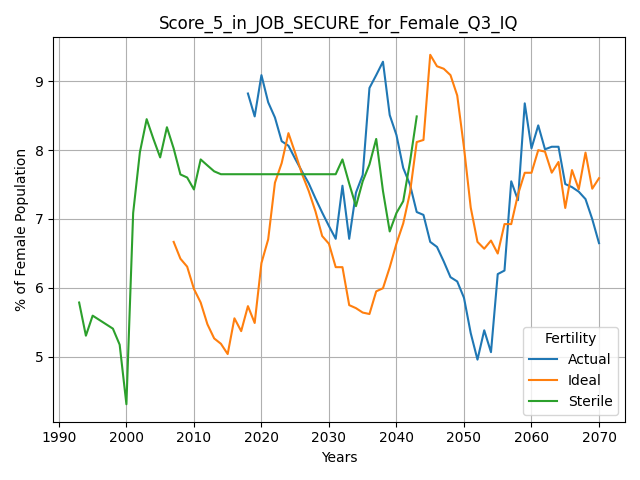 Score_5_in_JOB_SECURE_for_Female_Q3_IQ
% of Female Population
9
8
7
6
5
1990 2000 2010 2020 2030 2040 2050 2060 2070
Years
Fertility
Actual
Ideal
Sterile